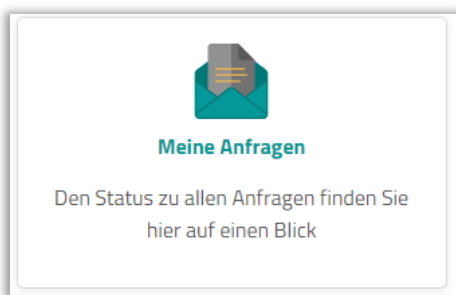 Meine Anfragen
Den Status zu allen Anfragen finden Sie
hier auf einen Blick